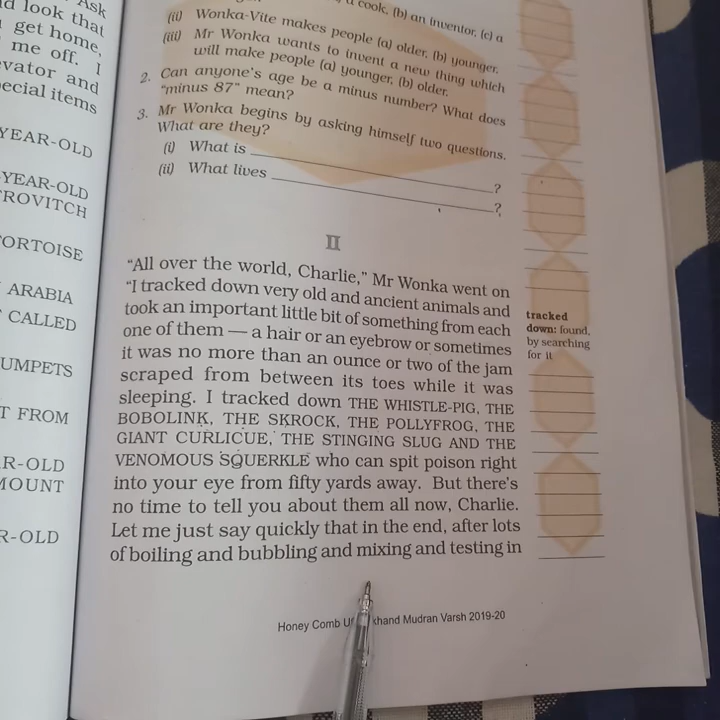 Ask
look that
get home,
me off. I
vator and
ecial items
YEAR-OLD
-YEAR-OLD
ROVITCH
ORTOISE
ARABIA
CALLED
UMPETS
T FROM
R-OLD
MOUNT
R-OLD
cook, (b) an inventor, (c) a
(ii) Wonka-Vite makes people (a) older, (b) younger.
(iii) Mr Wonka wants to invent a new thing which
will make people (a) younger, (b) older.
2. Can anyone's age be a minus number? What does
"minus 87" mean?
3. Mr Wonka begins by asking himself two questions.
What are they?
(i) What is ?
(ii) What lives ?
II
"All over the world, Charlie," Mr Wonka went on
"I tracked down very old and ancient animals and
took an important little bit of something from each
one of them — a hair or an eyebrow or sometimes
it was no more than an ounce or two of the jam
scraped from between its toes while it was
sleeping. I tracked down THE WHISTLE-PIG, THE
BOBOLINK, THE SKROCK, THE POLLYFROG, THE
GIANT CURLICUE, THE STINGING SLUG AND THE
VENOMOUS SQUERKLE who can spit poison right
into your eye from fifty yards away. But there's
no time to tell you about them all now, Charlie.
Let me just say quickly that in the end, after lots
of boiling and bubbling and mixing and testing in
tracked
down: found,
by searching
for it
Honey Comb khand Mudran Varsh 2019-20